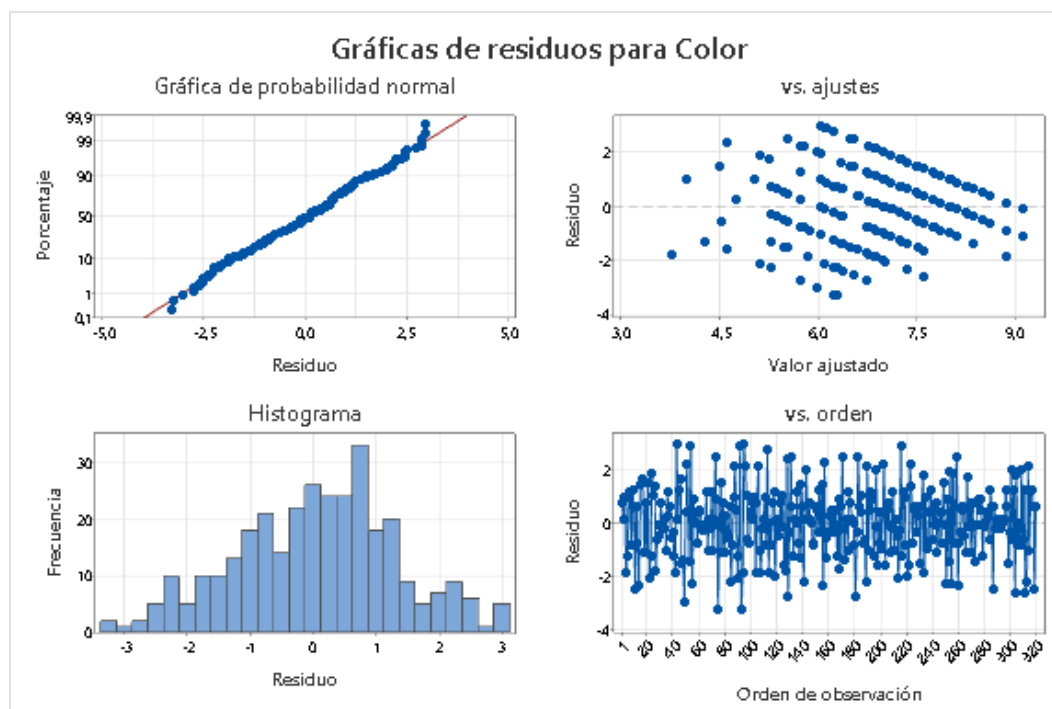 Gráficas de residuos para Color
Gráfica de probabilidad normal
99,9
99
90
50
10
1
0,1
Porcentaje
-5,0 -2,5 0,0 2,5 5,0
Residuo
vs. ajustes
2
0
-2
-4
Residuo
3,0 4,5 6,0 7,5 9,0
Valor ajustado
Histograma
30
20
10
0
Frecuencia
-3 -2 -1 0 1 2 3
Residuo
vs. orden
2
0
-2
-4
Residuo
1 20 40 60 80 100 120 140 160 180 200 220 240 260 280 300 320
Orden de observación